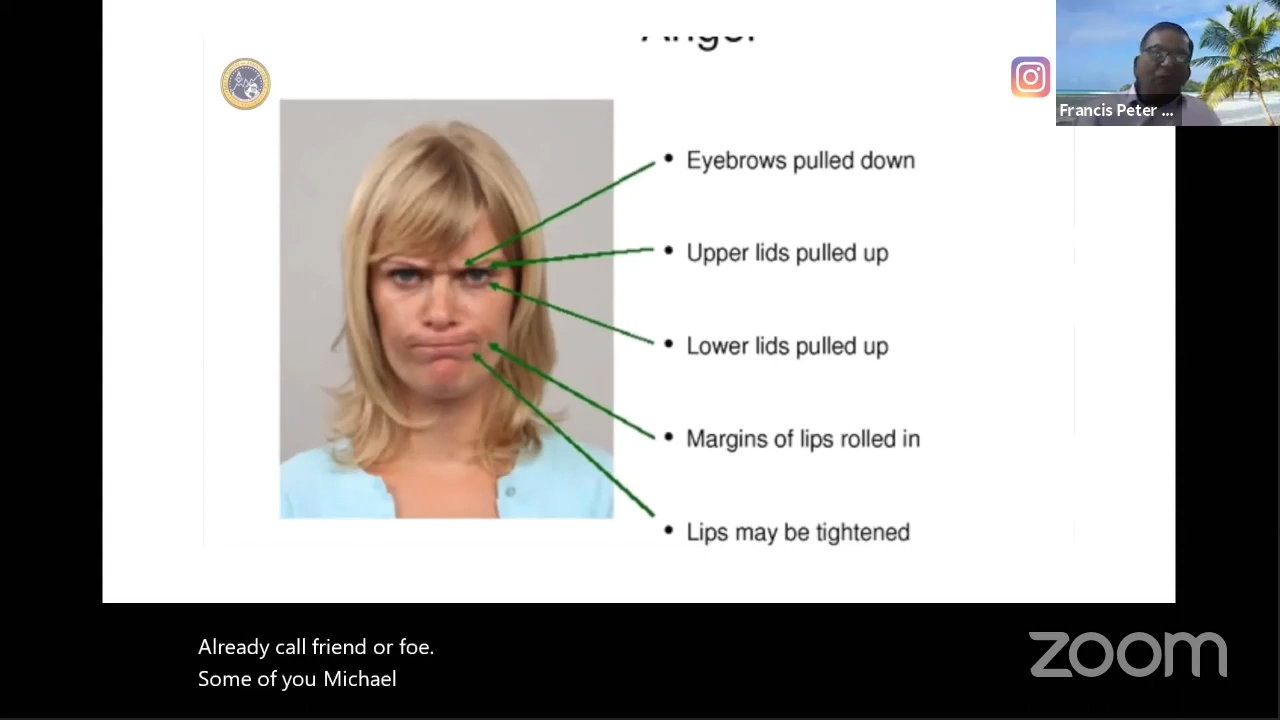 Anger
Francis Peter ...
• Eyebrows pulled down
• Upper lids pulled up
• Lower lids pulled up
• Margins of lips rolled in
• Lips may be tightened
Already call friend or foe.
Some of you Michael
zoom